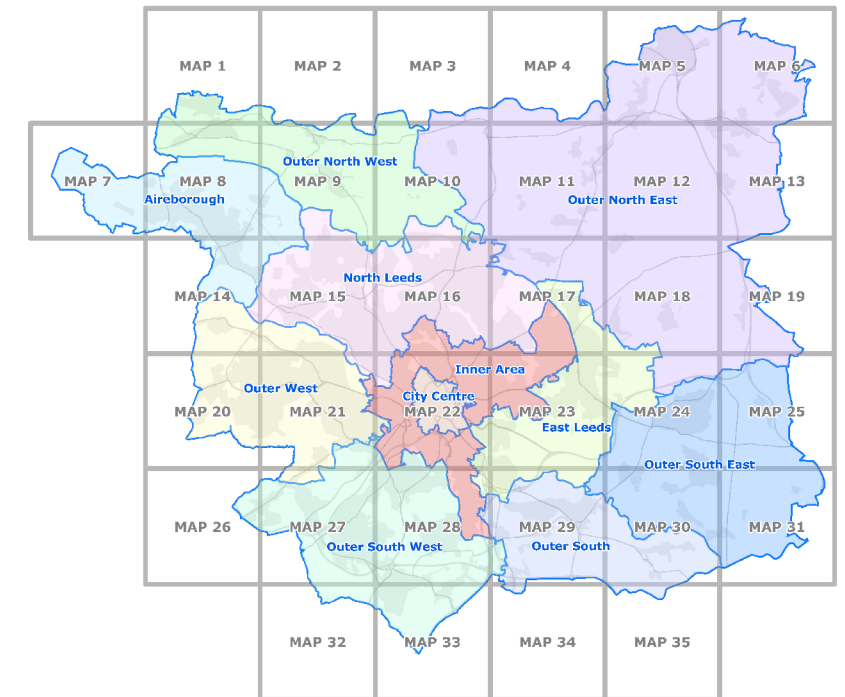 MAP 1
MAP 2
MAP 3
MAP 4
MAP 5
MAP 6
Outer North West
MAP 7
MAP 8
MAP 9
MAP 10
MAP 11
MAP 12
MAP 13
Aireborough
Outer North East
North Leeds
MAP 14
MAP 15
MAP 16
MAP 17
MAP 18
MAP 19
Inner Area
Outer West
City Centre
MAP 20
MAP 21
MAP 22
MAP 23
MAP 24
MAP 25
East Leeds
Outer South East
MAP 26
MAP 27
MAP 28
MAP 29
MAP 30
MAP 31
Outer South West
Outer South
MAP 32
MAP 33
MAP 34
MAP 35